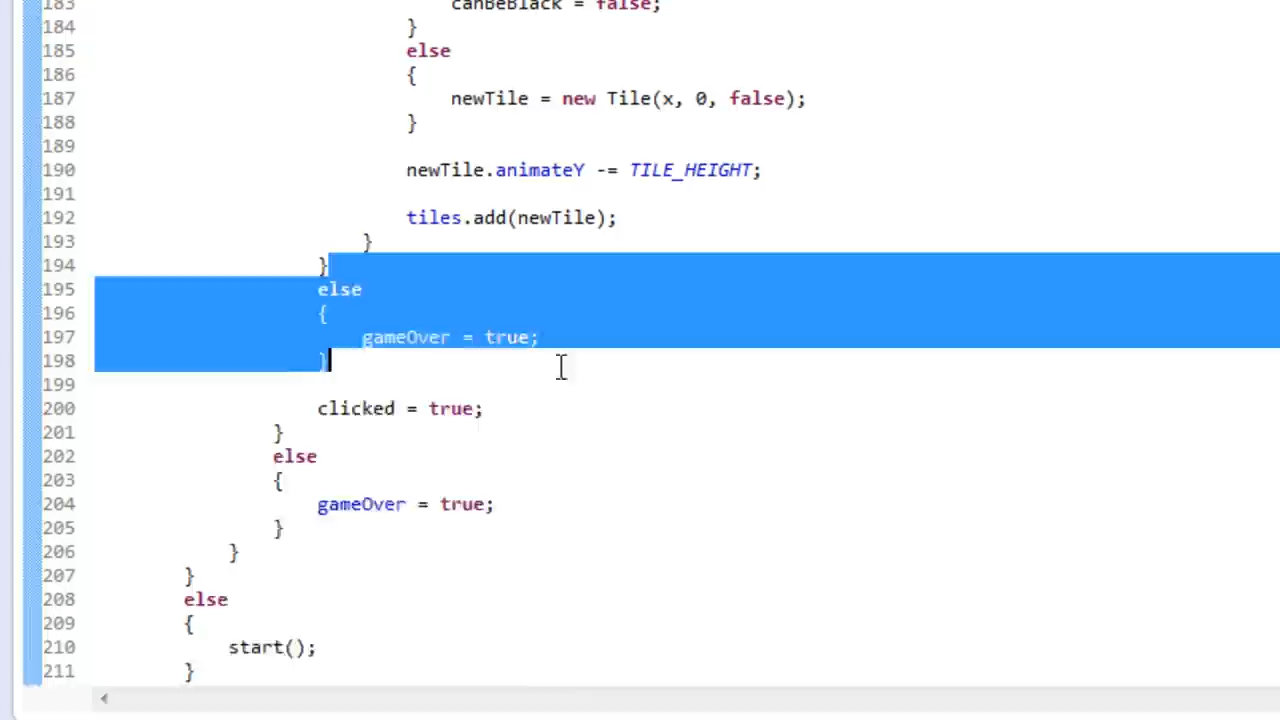 183 canBeBlack = false;
184 }
185 else
186 {
187 newTile = new Tile(x, 0, false);
188 }
189
190 newTile.animateY -= TILE_HEIGHT;
191
192 tiles.add(newTile);
193 }
194 }
195 else
196 {
197 gameOver = true;
198 }
199
200 clicked = true;
201 }
202 else
203 {
204 gameOver = true;
205 }
206 }
207 }
208 else
209 {
210 start();
211 }